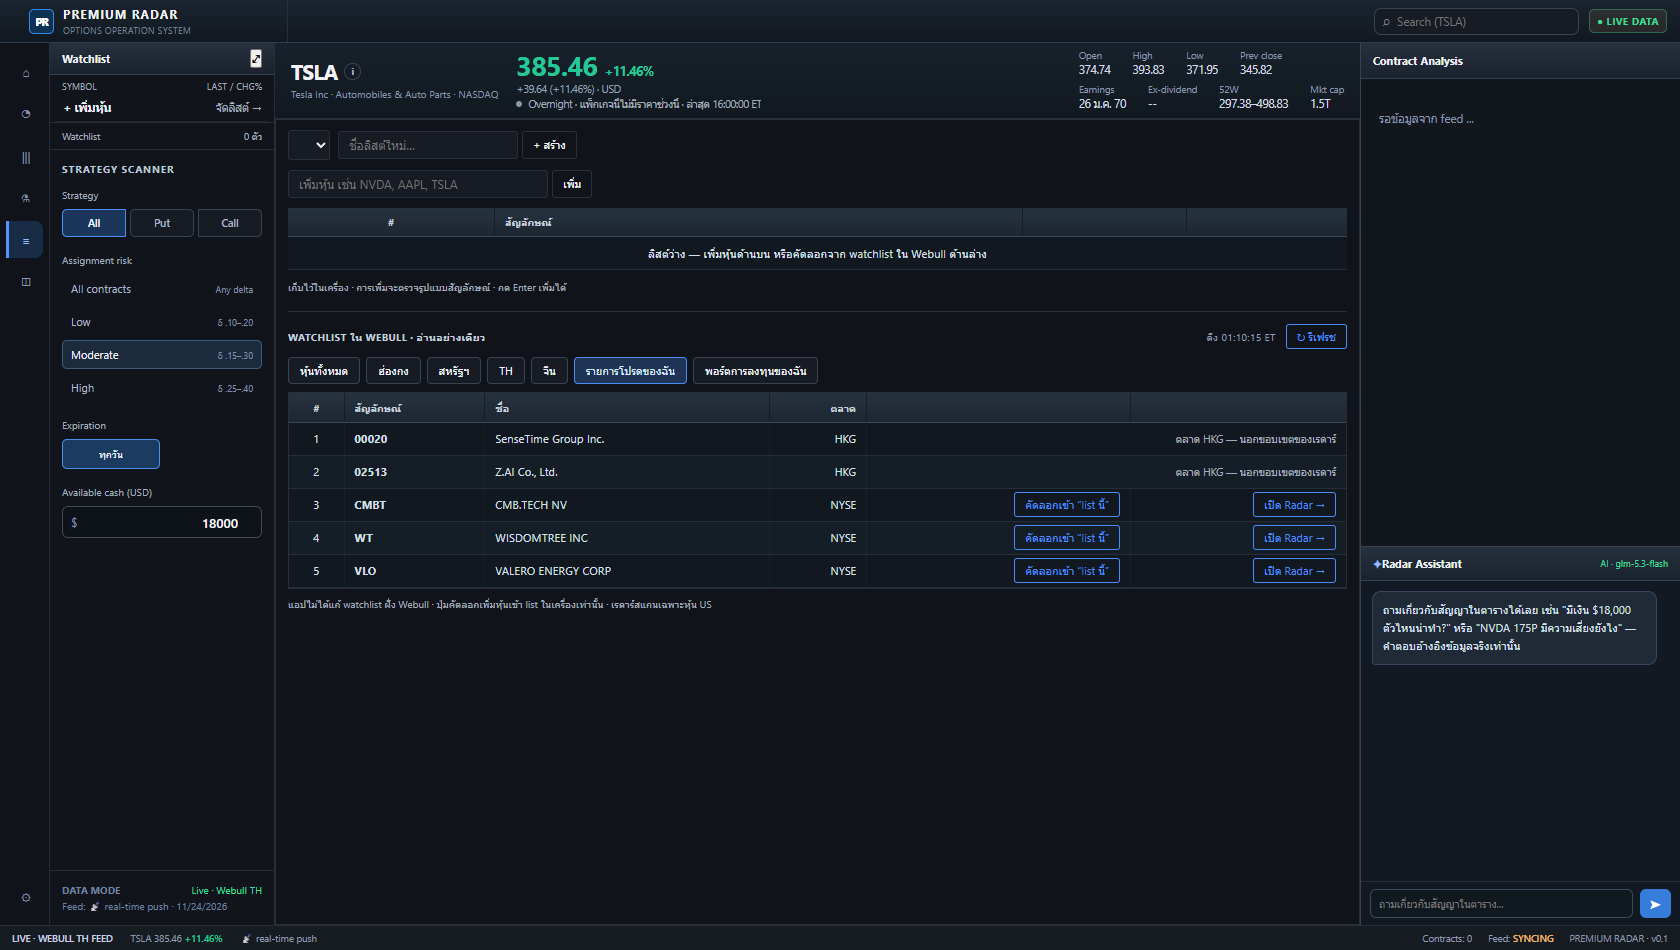 PR
PREMIUM RADAR
OPTIONS OPERATION SYSTEM
Search (TSLA)
• LIVE DATA
Watchlist
SYMBOL
LAST / CHG%
+ เพิ่มหุ้น
จัดลิสต์ →
Watchlist
0 ตัว
STRATEGY SCANNER
Strategy
All
Put
Call
Assignment risk
All contracts
Any delta
Low
δ .10–.20
Moderate
δ .15–.30
High
δ .25–.40
Expiration
ทุกวัน
Available cash (USD)
$
18000
DATA MODE
Live · Webull TH
Feed: real-time push · 11/24/2026
TSLA
i
Tesla Inc · Automobiles & Auto Parts · NASDAQ
385.46 +11.46%
+39.64 (+11.46%) · USD
Overnight · แพ็กเกจนี้ไม่มีราคาช่วงนี้ · ล่าสุด 16:00:00 ET
Open
High
Low
Prev close
374.74
393.83
371.95
345.82
Earnings
Ex-dividend
52W
Mkt cap
26 ม.ค. 70
--
297.38–498.83
1.5T
ชื่อลิสต์ใหม่...
+ สร้าง
เพิ่มหุ้น เช่น NVDA, AAPL, TSLA
เพิ่ม
#
สัญลักษณ์
ลิสต์ว่าง — เพิ่มหุ้นด้านบน หรือคัดลอกจาก watchlist ใน Webull ด้านล่าง
เก็บไว้ในเครื่อง · การเพิ่มจะตรวจรูปแบบสัญลักษณ์ · กด Enter เพิ่มได้
WATCHLIST ใน WEBULL · อ่านอย่างเดียว
ดึง 01:10:15 ET
↻ รีเฟรช
หุ้นทั้งหมด
ฮ่องกง
สหรัฐฯ
TH
จีน
รายการโปรดของฉัน
พอร์ตการลงทุนของฉัน
#
สัญลักษณ์
ชื่อ
ตลาด
1
00020
SenseTime Group Inc.
HKG
ตลาด HKG — นอกขอบเขตของเรดาร์
2
02513
Z.AI Co., Ltd.
HKG
ตลาด HKG — นอกขอบเขตของเรดาร์
3
CMBT
CMB.TECH NV
NYSE
คัดลอกเข้า "list นี้"
เปิด Radar →
4
WT
WISDOMTREE INC
NYSE
คัดลอกเข้า "list นี้"
เปิด Radar →
5
VLO
VALERO ENERGY CORP
NYSE
คัดลอกเข้า "list นี้"
เปิด Radar →
แอปไม่ได้แก้ watchlist ฝั่ง Webull · ปุ่มคัดลอกเพิ่มหุ้นเข้า list ในเครื่องเท่านั้น · เรดาร์สแกนเฉพาะหุ้น US
Contract Analysis
รอข้อมูลจาก feed ...
✦Radar Assistant
AI · glm-5.3-flash
ถามเกี่ยวกับสัญญาในตารางได้เลย เช่น "มีเงิน $18,000
ตัวไหนน่าทำ?" หรือ "NVDA 175P มีความเสี่ยงยังไง" —
คำตอบอ้างอิงข้อมูลจริงเท่านั้น
ถามเกี่ยวกับสัญญาในตาราง...
LIVE · WEBULL TH FEED
TSLA 385.46 +11.46%
real-time push
Contracts: 0
Feed: SYNCING
PREMIUM RADAR · v0.1